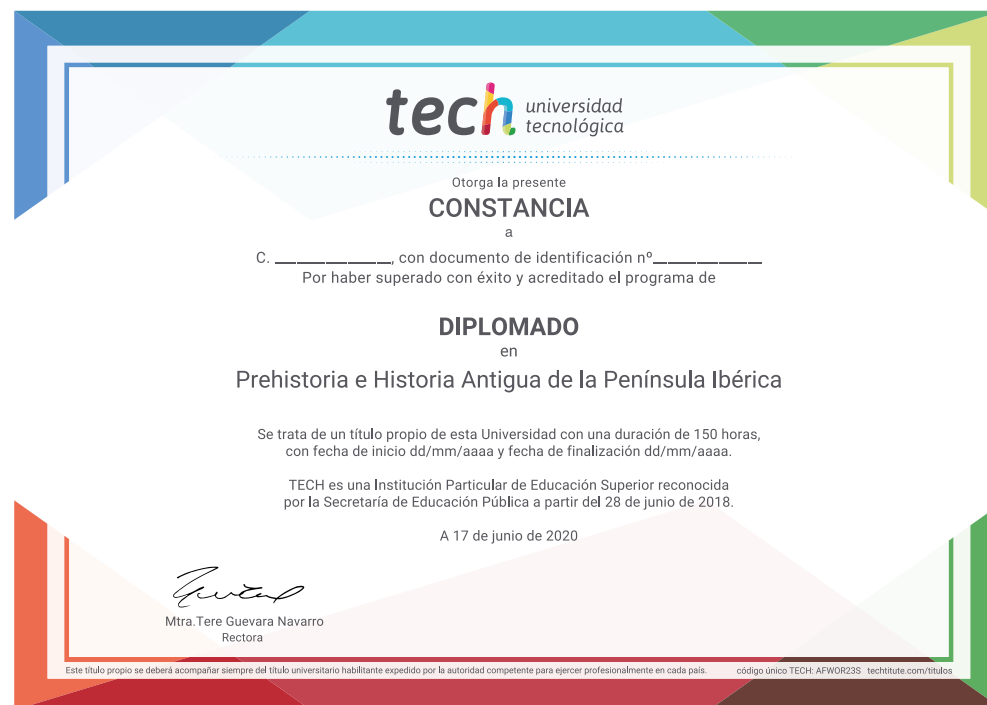 tech universidad
tecnológica
Otorga la presente
CONSTANCIA
a
C. ______________, con documento de identificación nº______________
Por haber superado con éxito y acreditado el programa de
DIPLOMADO
en
Prehistoria e Historia Antigua de la Península Ibérica
Se trata de un título propio de esta Universidad con una duración de 150 horas,
con fecha de inicio dd/mm/aaaa y fecha de finalización dd/mm/aaaa.
TECH es una Institución Particular de Educación Superior reconocida
por la Secretaría de Educación Pública a partir del 28 de junio de 2018.
A 17 de junio de 2020
Mtra.Tere Guevara Navarro
Rectora
Este título propio se deberá acompañar siempre del título universitario habilitante expedido por la autoridad competente para ejercer profesionalmente en cada país. código único TECH: AFWOR23S techtitute.com/titulos